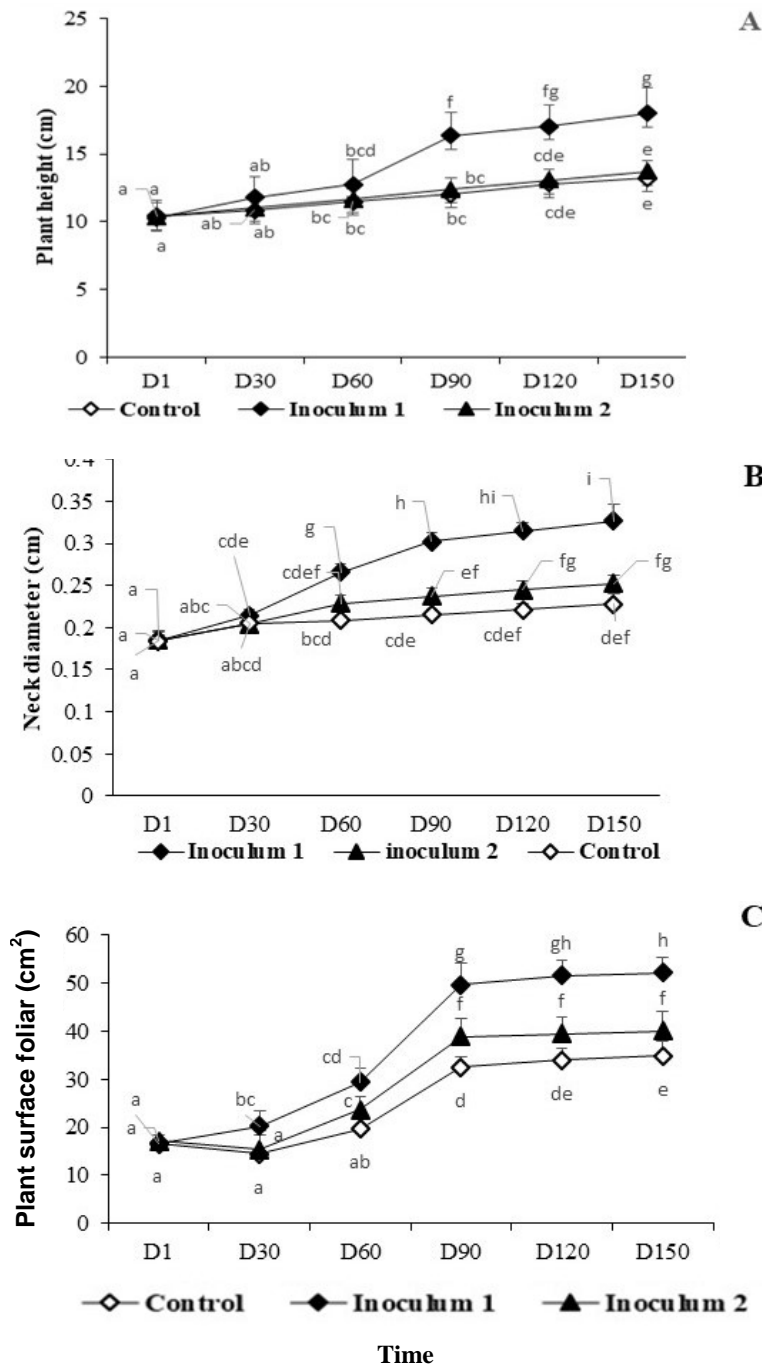 A
25
20
15
10
5
0
Plant height (cm)
a a
a
ab
ab
ab
bcd
bc
bc
f
bc
bc
fg
cde
cde
g
e
e
D1 D30 D60 D90 D120 D150
Control Inoculum 1 Inoculum 2
B
0.4
0.35
0.3
0.25
0.2
0.15
0.1
0.05
0
Neck diameter (cm)
a
a
a
cde
abc
abcd
g
cdef
bcd
h
ef
cde
hi
fg
cdef
i
fg
def
D1 D30 D60 D90 D120 D150
Inoculum 1 inoculum 2 Control
C
60
50
40
30
20
10
0
Plant surface foliar (cm²)
a
a
a
bc
a
a
cd
c
ab
g
f
d
gh
f
de
h
f
e
D1 D30 D60 D90 D120 D150
Control Inoculum 1 Inoculum 2
Time